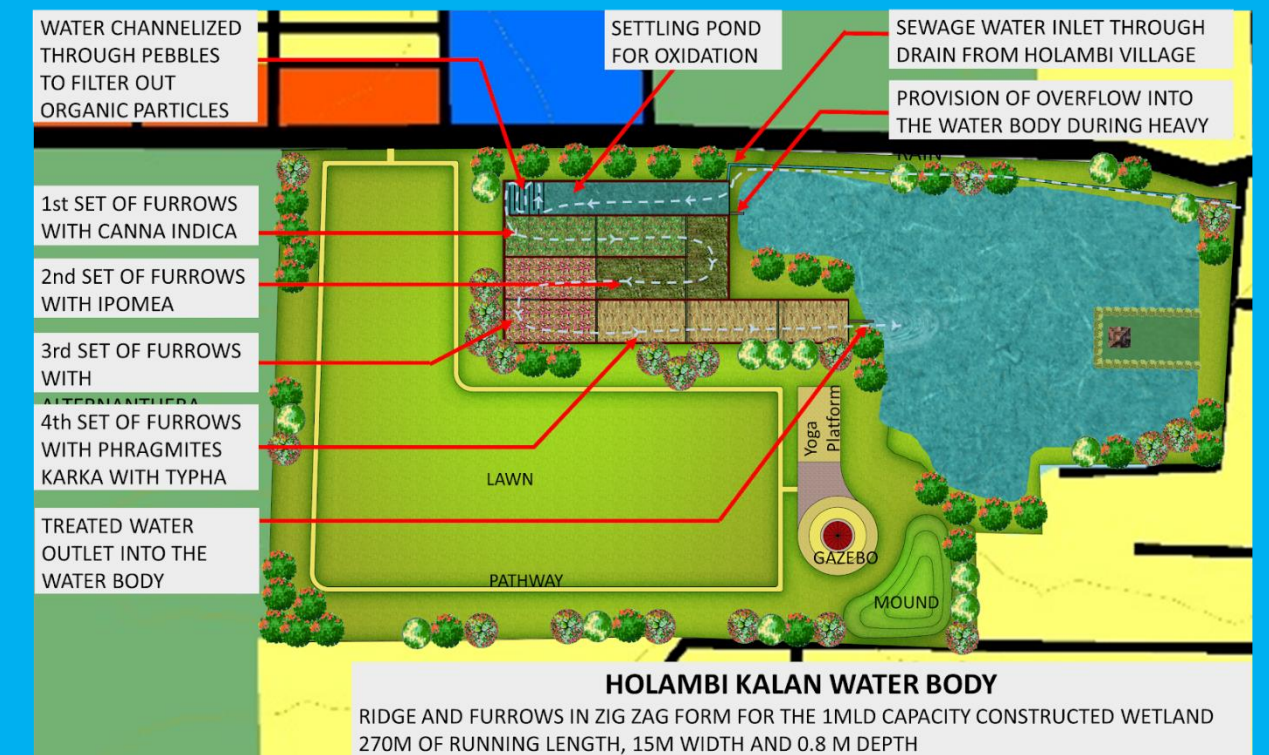 WATER CHANNELIZED
THROUGH PEBBLES
TO FILTER OUT
ORGANIC PARTICLES
SETTLING POND
FOR OXIDATION
SEWAGE WATER INLET THROUGH
DRAIN FROM HOLAMBI VILLAGE
PROVISION OF OVERFLOW INTO
THE WATER BODY DURING HEAVY
RAIN
1st SET OF FURROWS
WITH CANNA INDICA
2nd SET OF FURROWS
WITH IPOMEA
3rd SET OF FURROWS
WITH
ALTERNANTHERA
4th SET OF FURROWS
WITH PHRAGMITES
KARKA WITH TYPHA
TREATED WATER
OUTLET INTO THE
WATER BODY
Yoga
Platform
LAWN
GAZEBO
PATHWAY
MOUND
HOLAMBI KALAN WATER BODY
RIDGE AND FURROWS IN ZIG ZAG FORM FOR THE 1MLD CAPACITY CONSTRUCTED WETLAND
270M OF RUNNING LENGTH, 15M WIDTH AND 0.8 M DEPTH